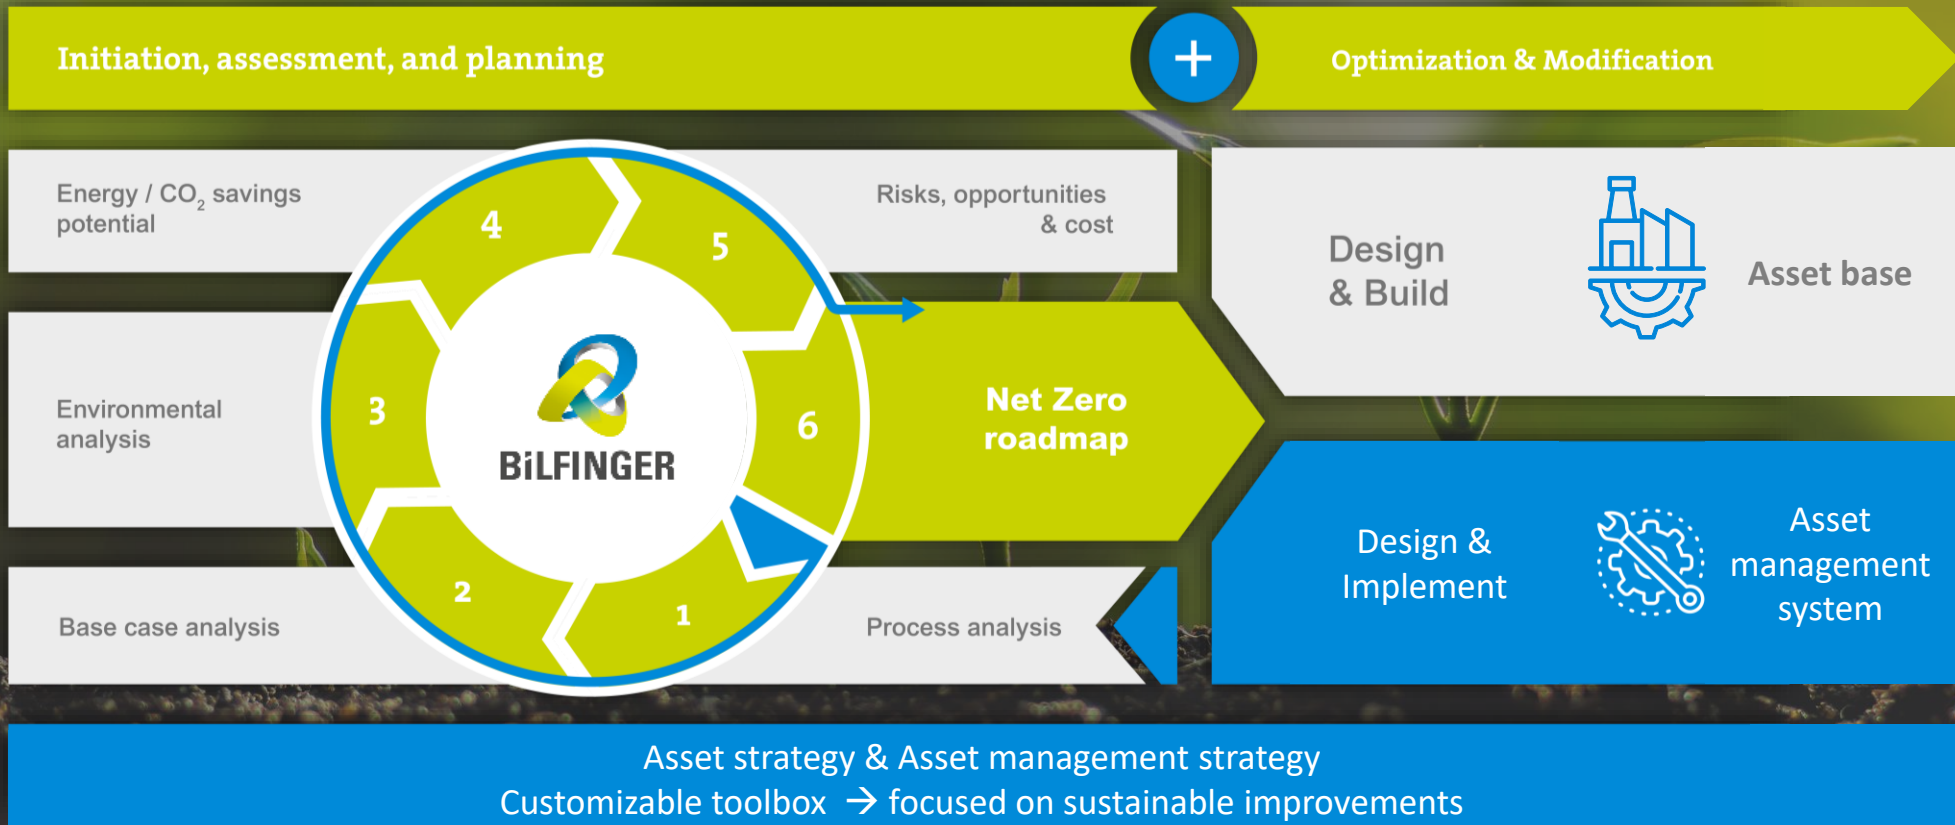 Initiation, assessment, and planning
+
Optimization & Modification
Energy / CO₂ savings
potential
4
5
Risks, opportunities
& cost
Design
& Build
Asset base
Environmental
analysis
3
BiLFINGER
6
Net Zero
roadmap
Base case analysis
2
1
Process analysis
Design &
Implement
Asset
management
system
Asset strategy & Asset management strategy
Customizable toolbox → focused on sustainable improvements